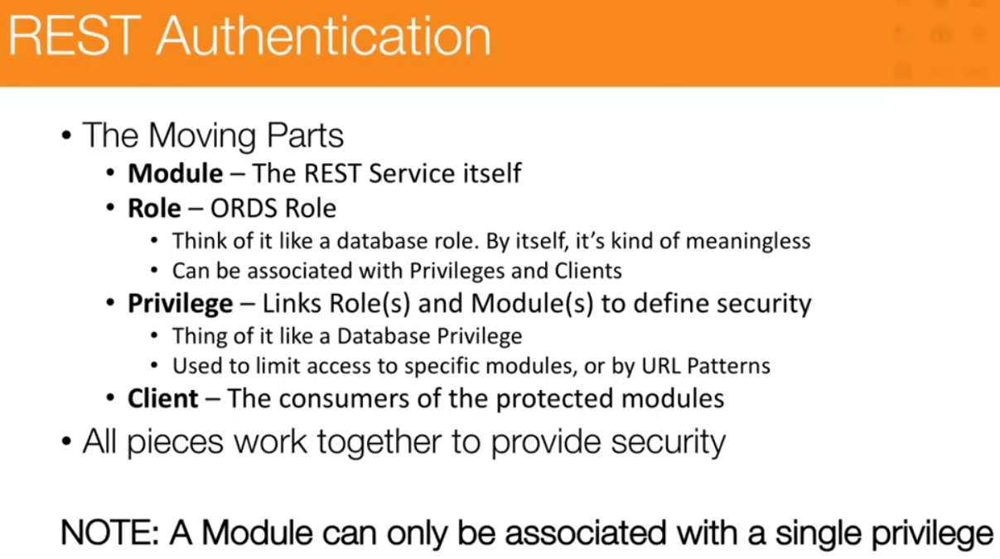 REST Authentication
• The Moving Parts
• Module – The REST Service itself
• Role – ORDS Role
• Think of it like a database role. By itself, it's kind of meaningless
• Can be associated with Privileges and Clients
• Privilege – Links Role(s) and Module(s) to define security
• Thing of it like a Database Privilege
• Used to limit access to specific modules, or by URL Patterns
• Client – The consumers of the protected modules
• All pieces work together to provide security
NOTE: A Module can only be associated with a single privilege